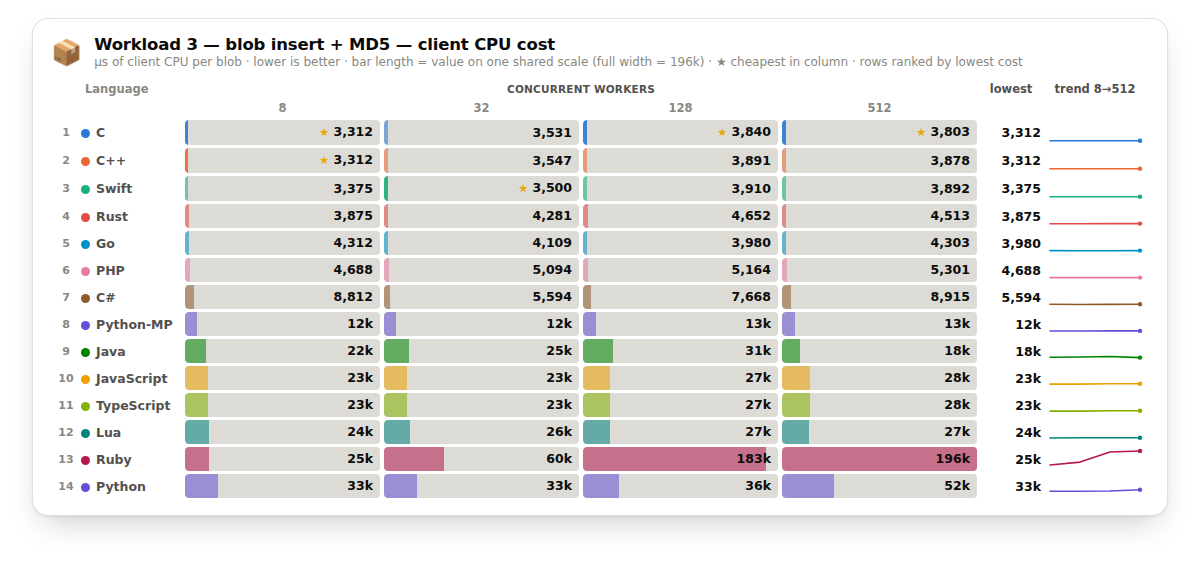 Workload 3 — blob insert + MD5 — client CPU cost
µs of client CPU per blob · lower is better · bar length = value on one shared scale (full width = 196k) · ★ cheapest in column · rows ranked by lowest cost
Language CONCURRENT WORKERS lowest trend 8→512
8 32 128 512
1 C ★ 3,312 3,531 ★ 3,840 ★ 3,803 3,312
2 C++ ★ 3,312 3,547 3,891 3,878 3,312
3 Swift 3,375 ★ 3,500 3,910 3,892 3,375
4 Rust 3,875 4,281 4,652 4,513 3,875
5 Go 4,312 4,109 3,980 4,303 3,980
6 PHP 4,688 5,094 5,164 5,301 4,688
7 C# 8,812 5,594 7,668 8,915 5,594
8 Python-MP 12k 12k 13k 13k 12k
9 Java 22k 25k 31k 18k 18k
10 JavaScript 23k 23k 27k 28k 23k
11 TypeScript 23k 23k 27k 28k 23k
12 Lua 24k 26k 27k 27k 24k
13 Ruby 25k 60k 183k 196k 25k
14 Python 33k 33k 36k 52k 33k